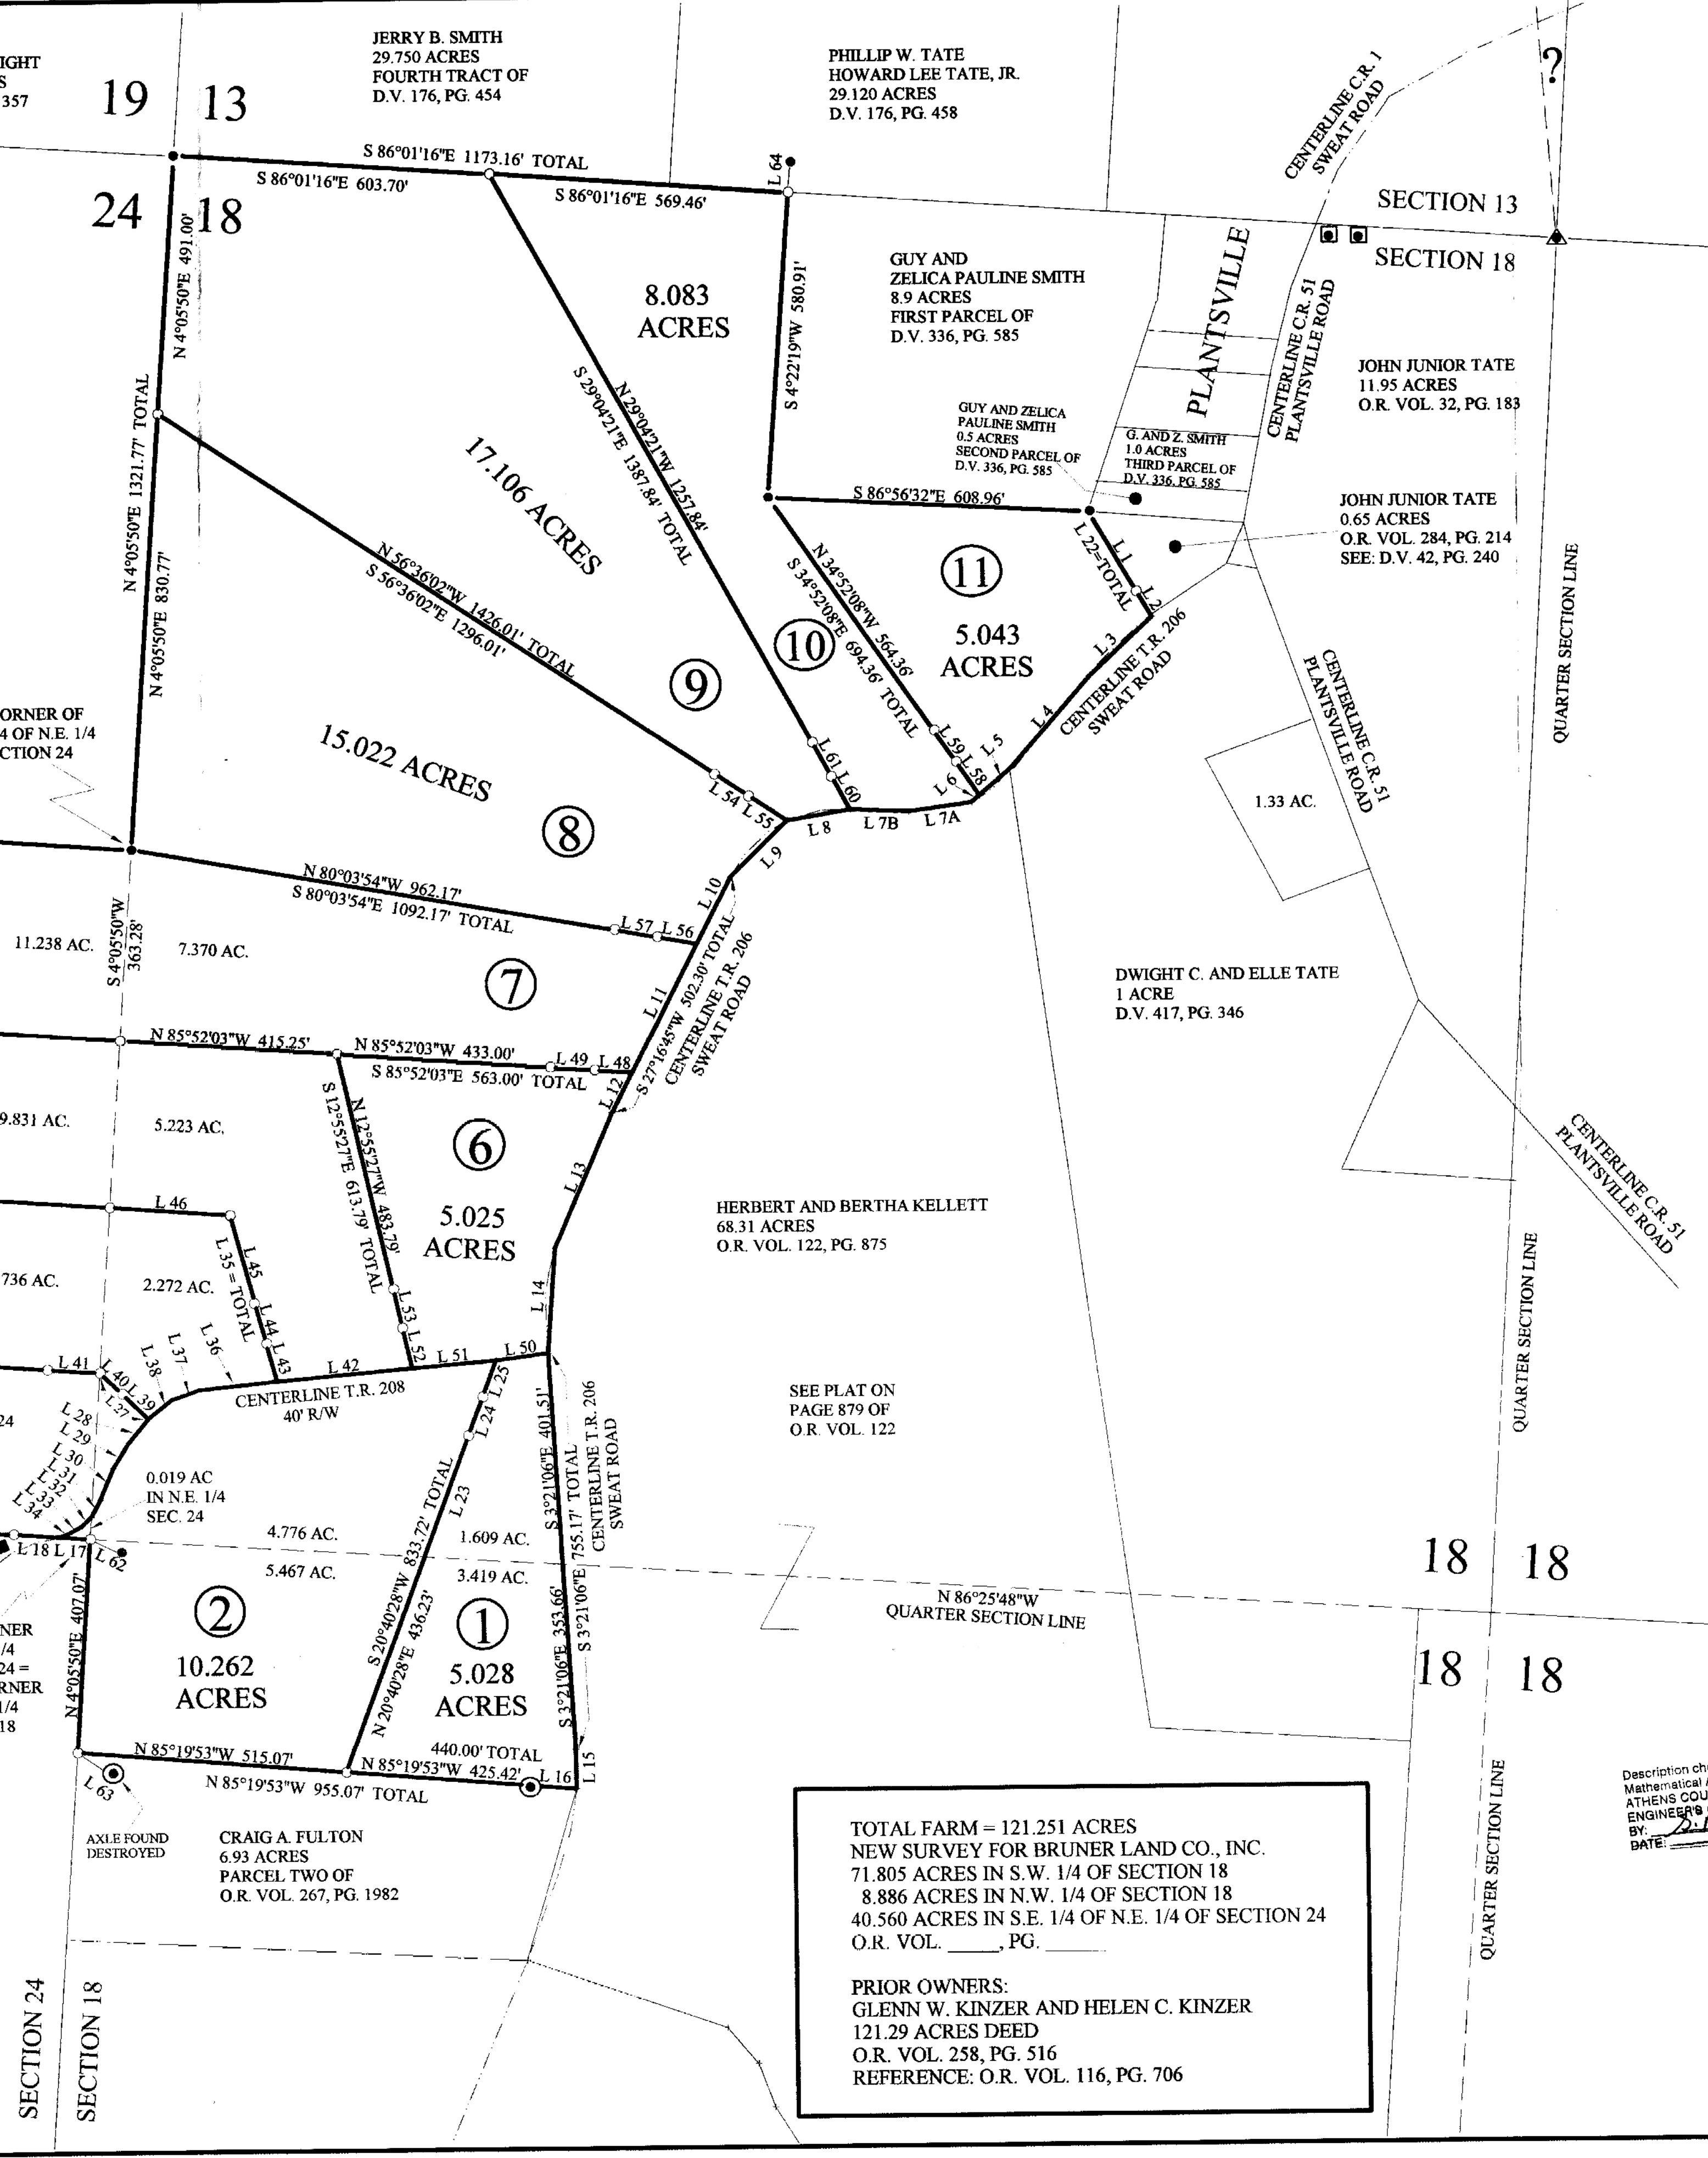 IGHT
S
357
19
13
24
18
JERRY B. SMITH
29.750 ACRES
FOURTH TRACT OF
D.V. 176, PG. 454
PHILLIP W. TATE
HOWARD LEE TATE, JR.
29.120 ACRES
D.V. 176, PG. 458
CENTERLINE C.R. 1
SWEAT ROAD
?
S 86°01'16"E 1173.16' TOTAL
S 86°01'16"E 603.70'
S 86°01'16"E 569.46'
L 64
SECTION 13
SECTION 18
N 4°05'50"E 491.00'
N 4°05'50"E 1321.77' TOTAL
N 4°05'50"E 830.77'
8.083
ACRES
S 4°22'19"W 580.91'
GUY AND
ZELICA PAULINE SMITH
8.9 ACRES
FIRST PARCEL OF
D.V. 336, PG. 585
PLANTSVILLE
CENTERLINE C.R. 51
PLANTSVILLE ROAD
JOHN JUNIOR TATE
11.95 ACRES
O.R. VOL. 32, PG. 183
GUY AND ZELICA
PAULINE SMITH
0.5 ACRES
SECOND PARCEL OF
D.V. 336, PG. 585
G. AND Z. SMITH
1.0 ACRES
THIRD PARCEL OF
D.V. 336, PG. 585
JOHN JUNIOR TATE
0.65 ACRES
O.R. VOL. 284, PG. 214
SEE: D.V. 42, PG. 240
N 29°04'21"W 1257.84'
S 29°04'21"E 1387.84' TOTAL
17.106 ACRES
S 86°56'32"E 608.96'
L 1
L 22=TOTAL
L 2
L 3
CENTERLINE T.R. 206
SWEAT ROAD
L 4
L 5
L 6
N 34°52'08"W 564.36'
S 34°52'08"E 694.36' TOTAL
11
5.043
ACRES
10
9
L 59
L 58
L 61
L 60
N 56°36'02"W 1426.01' TOTAL
S 56°36'02"E 1296.01'
QUARTER SECTION LINE
CENTERLINE C.R. 51
PLANTSVILLE ROAD
1.33 AC.
ORNER OF
4 OF N.E. 1/4
CTION 24
15.022 ACRES
8
L 54
L 55
L 8
L 7B
L 7A
L 9
L 10
N 80°03'54"W 962.17'
S 80°03'54"E 1092.17' TOTAL
L 57
L 56
11.238 AC.
S 4°05'50"W
363.28'
7.370 AC.
7
L 11
S 27°16'45"W 502.30' TOTAL
CENTERLINE T.R. 206
SWEAT ROAD
DWIGHT C. AND ELLE TATE
1 ACRE
D.V. 417, PG. 346
N 85°52'03"W 415.25'
N 85°52'03"W 433.00'
S 85°52'03"E 563.00' TOTAL
L 49
L 48
L 12
9.831 AC.
5.223 AC.
N 12°55'27"W 483.79'
S 12°55'27"E 613.79' TOTAL
6
5.025
ACRES
L 13
L 14
CENTERLINE C.R. 51
PLANTSVILLE ROAD
HERBERT AND BERTHA KELLETT
68.31 ACRES
O.R. VOL. 122, PG. 875
L 46
L 45
L 35 = TOTAL
736 AC.
2.272 AC.
L 44
L 43
L 53
L 52
L 36
L 37
L 38
L 41
L 40
L 39
L 27
L 42
L 51
L 50
CENTERLINE T.R. 208
40' R/W
L 25
L 24
L 23
QUARTER SECTION LINE
24
L 28
L 29
L 30
L 31
L 32
L 33
L 34
SEE PLAT ON
PAGE 879 OF
O.R. VOL. 122
S 3°21'06"E 401.51'
S 3°21'06"E 755.17' TOTAL
CENTERLINE T.R. 206
SWEAT ROAD
0.019 AC
IN N.E. 1/4
SEC. 24
4.776 AC.
1.609 AC.
L 18
L 17
L 62
5.467 AC.
3.419 AC.
N 86°25'48"W
QUARTER SECTION LINE
18
18
18
18
NER
1/4
24 =
RNER
1/4
18
N 4°05'50"E 407.07'
2
10.262
ACRES
S 20°40'28"W 833.72' TOTAL
N 20°40'28"E 436.23'
1
5.028
ACRES
S 3°21'06"E 353.66'
N 85°19'53"W 515.07'
N 85°19'53"W 955.07' TOTAL
440.00' TOTAL
N 85°19'53"W 425.42'
L 16
L 15
L 63
AXLE FOUND
DESTROYED
CRAIG A. FULTON
6.93 ACRES
PARCEL TWO OF
O.R. VOL. 267, PG. 1982
QUARTER SECTION LINE
Description ch
Mathematical
ATHENS COU
ENGINEER'S
BY:
DATE:
TOTAL FARM = 121.251 ACRES
NEW SURVEY FOR BRUNER LAND CO., INC.
71.805 ACRES IN S.W. 1/4 OF SECTION 18
8.886 ACRES IN N.W. 1/4 OF SECTION 18
40.560 ACRES IN S.E. 1/4 OF N.E. 1/4 OF SECTION 24
O.R. VOL. _____, PG. ______
PRIOR OWNERS:
GLENN W. KINZER AND HELEN C. KINZER
121.29 ACRES DEED
O.R. VOL. 258, PG. 516
REFERENCE: O.R. VOL. 116, PG. 706
SECTION 24
SECTION 18